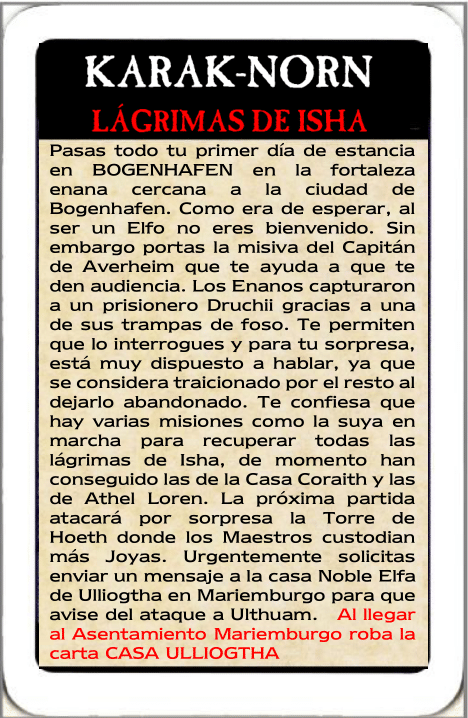 KARAK-NORN
LÁGRIMAS DE ISHA
Pasas todo tu primer día de estancia
en BOGENHAFEN en la fortaleza
enana cercana a la ciudad de
Bogenhafen. Como era de esperar, al
ser un Elfo no eres bienvenido. Sin
embargo portas la misiva del Capitán
de Averheim que te ayuda a que te
den audiencia. Los Enanos capturaron
a un prisionero Druchii gracias a una
de sus trampas de foso. Te permiten
que lo interrogues y para tu sorpresa,
está muy dispuesto a hablar, ya que
se considera traicionado por el resto al
dejarlo abandonado. Te confiesa que
hay varias misiones como la suya en
marcha para recuperar todas las
lágrimas de Isha, de momento han
conseguido las de la Casa Coraith y las
de Athel Loren. La próxima partida
atacará por sorpresa la Torre de
Hoeth donde los Maestros custodian
más Joyas. Urgentemente solicitas
enviar un mensaje a la casa Noble Elfa
de Ulliogtha en Mariemburgo para que
avise del ataque a Ulthuam. Al llegar
al Asentamiento Mariemburgo roba la
carta CASA ULLIOGTHA